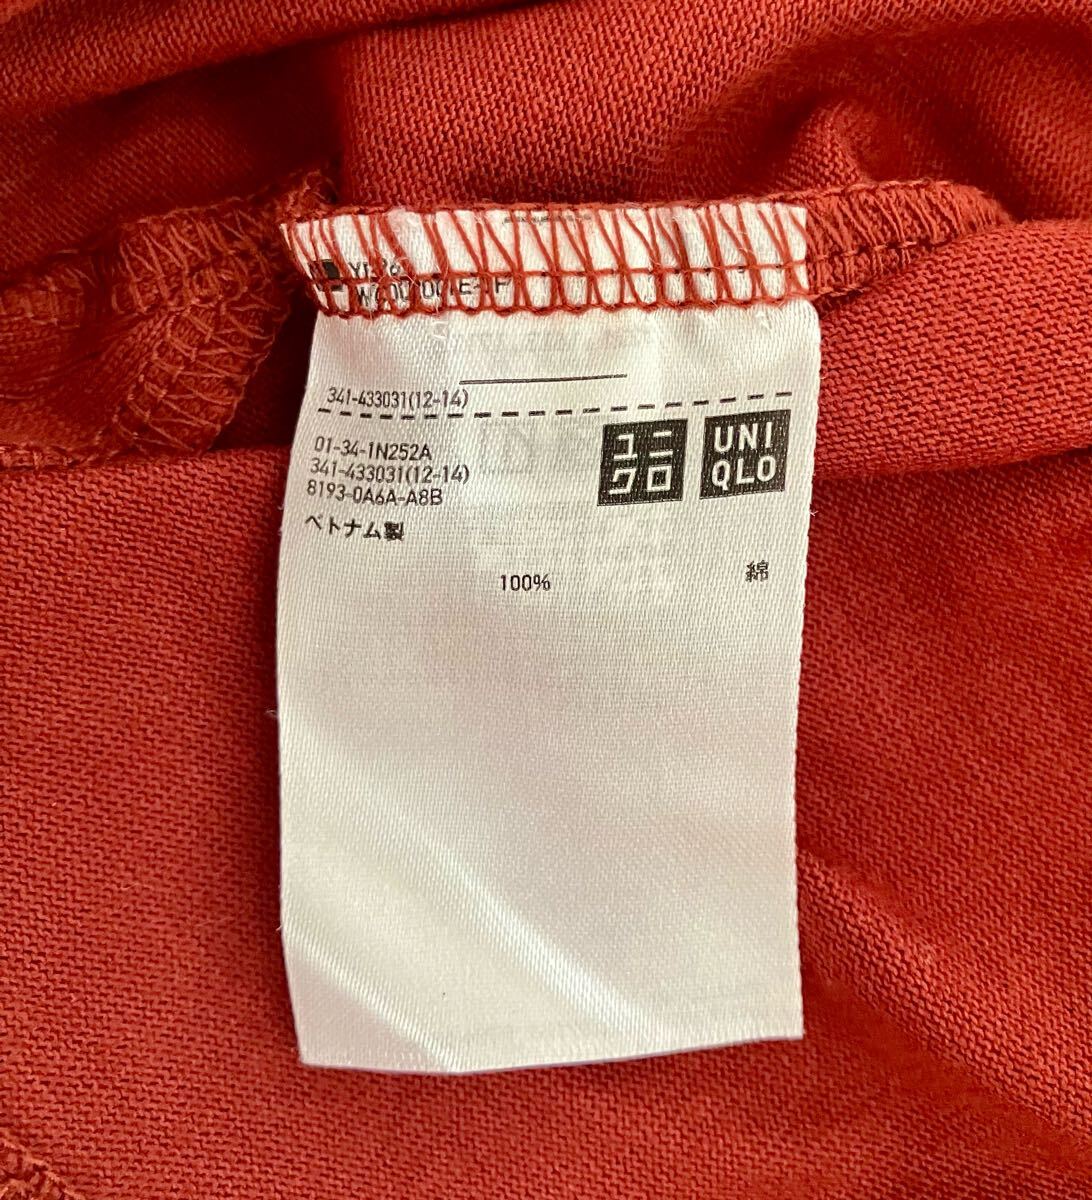 341-433031(12-14)
01-34-1N252A
341-433031(12-14)
8193-0A6A-A8B
ベトナム製
ユニ
クロ
UNI
QLO
100% 綿